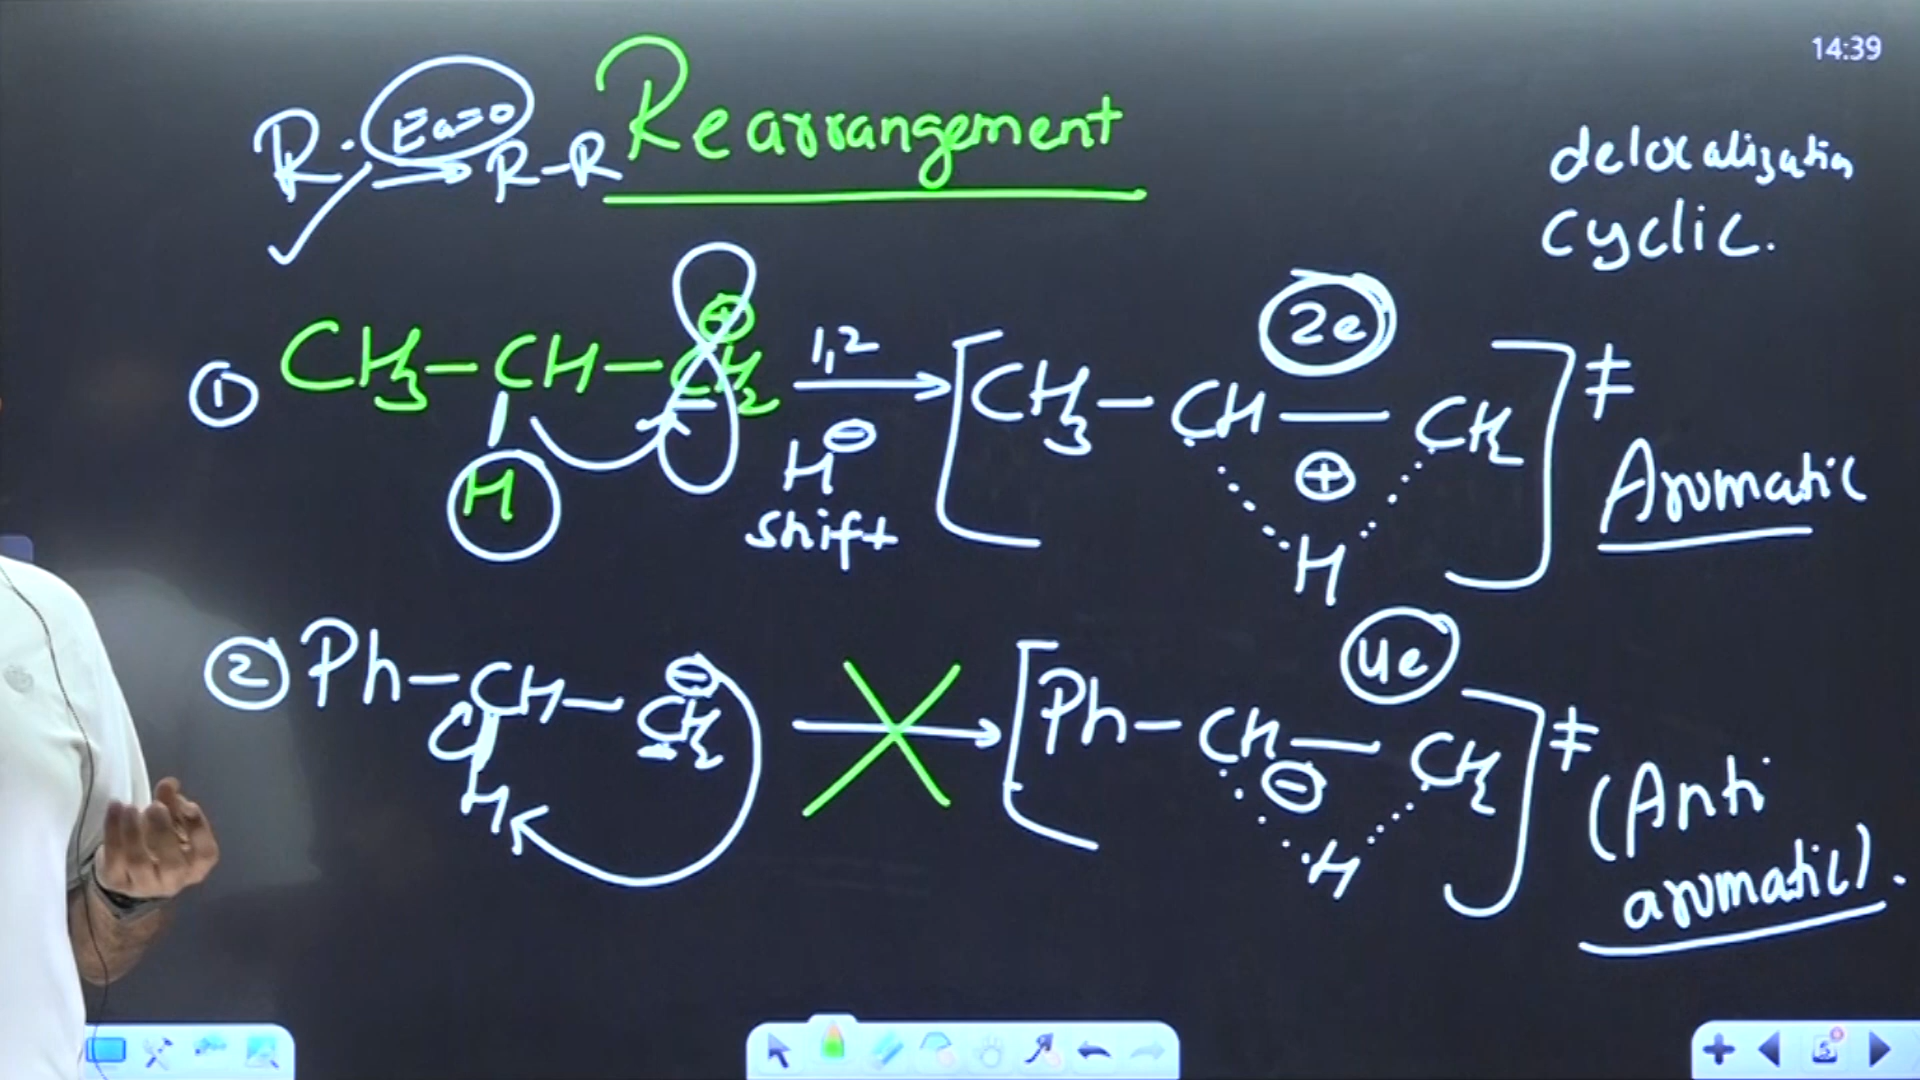 14:39
Rearrangement
R· Ea=0 → R-R
delocalization
cyclic.
① CH3-CH-CH2 ⊕
H
1,2
H⊖
shift
[CH3-CH-CH2]‡
2e
⊕
H
Aromatic
② Ph-CH-CH2 ⊖
H
[Ph-CH-CH2]‡
4e
⊖
H
(Anti
aromatic).